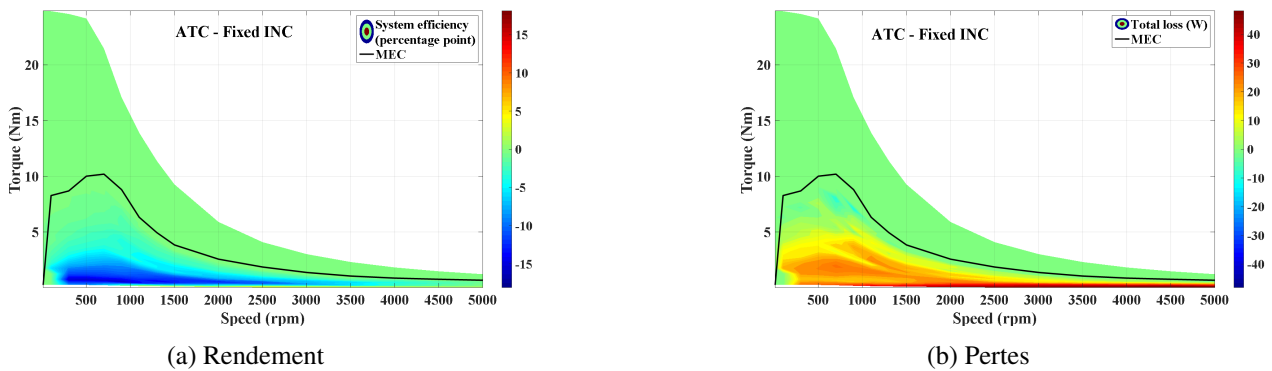 ATC - Fixed INC
System efficiency
(percentage point)
MEC
Torque (Nm)
20
15
10
5
500 1000 1500 2000 2500 3000 3500 4000 4500 5000
Speed (rpm)
15
10
5
0
-5
-10
-15
(a) Rendement
ATC - Fixed INC
Total loss (W)
MEC
Torque (Nm)
20
15
10
5
500 1000 1500 2000 2500 3000 3500 4000 4500 5000
Speed (rpm)
40
30
20
10
0
-10
-20
-30
-40
(b) Pertes